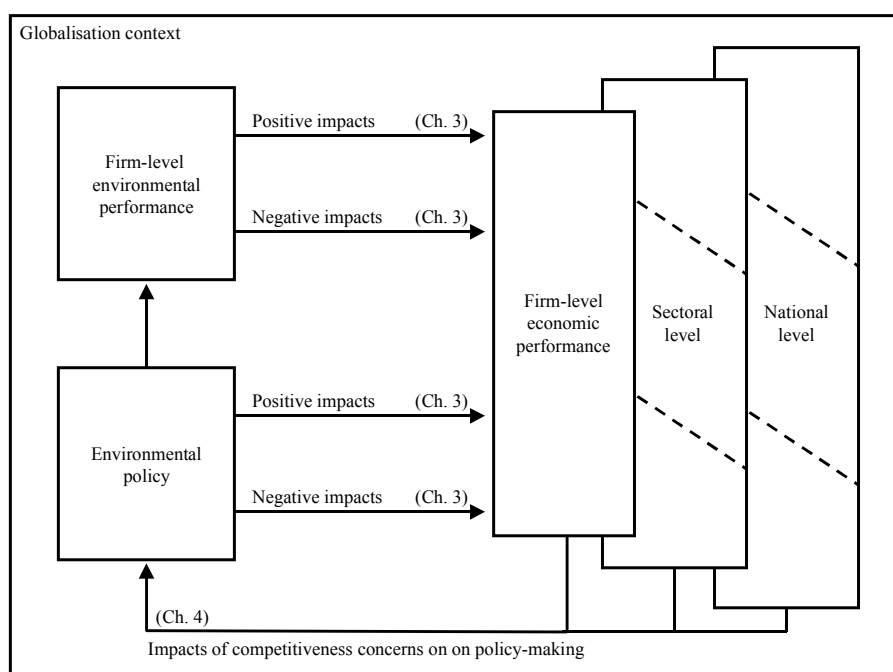 Globalisation context
Firm-level
environmental
performance
Positive impacts (Ch. 3)
Negative impacts (Ch. 3)
Firm-level
economic
performance
Sectoral
level
National
level
Environmental
policy
Positive impacts (Ch. 3)
Negative impacts (Ch. 3)
(Ch. 4)
Impacts of competitiveness concerns on on policy-making